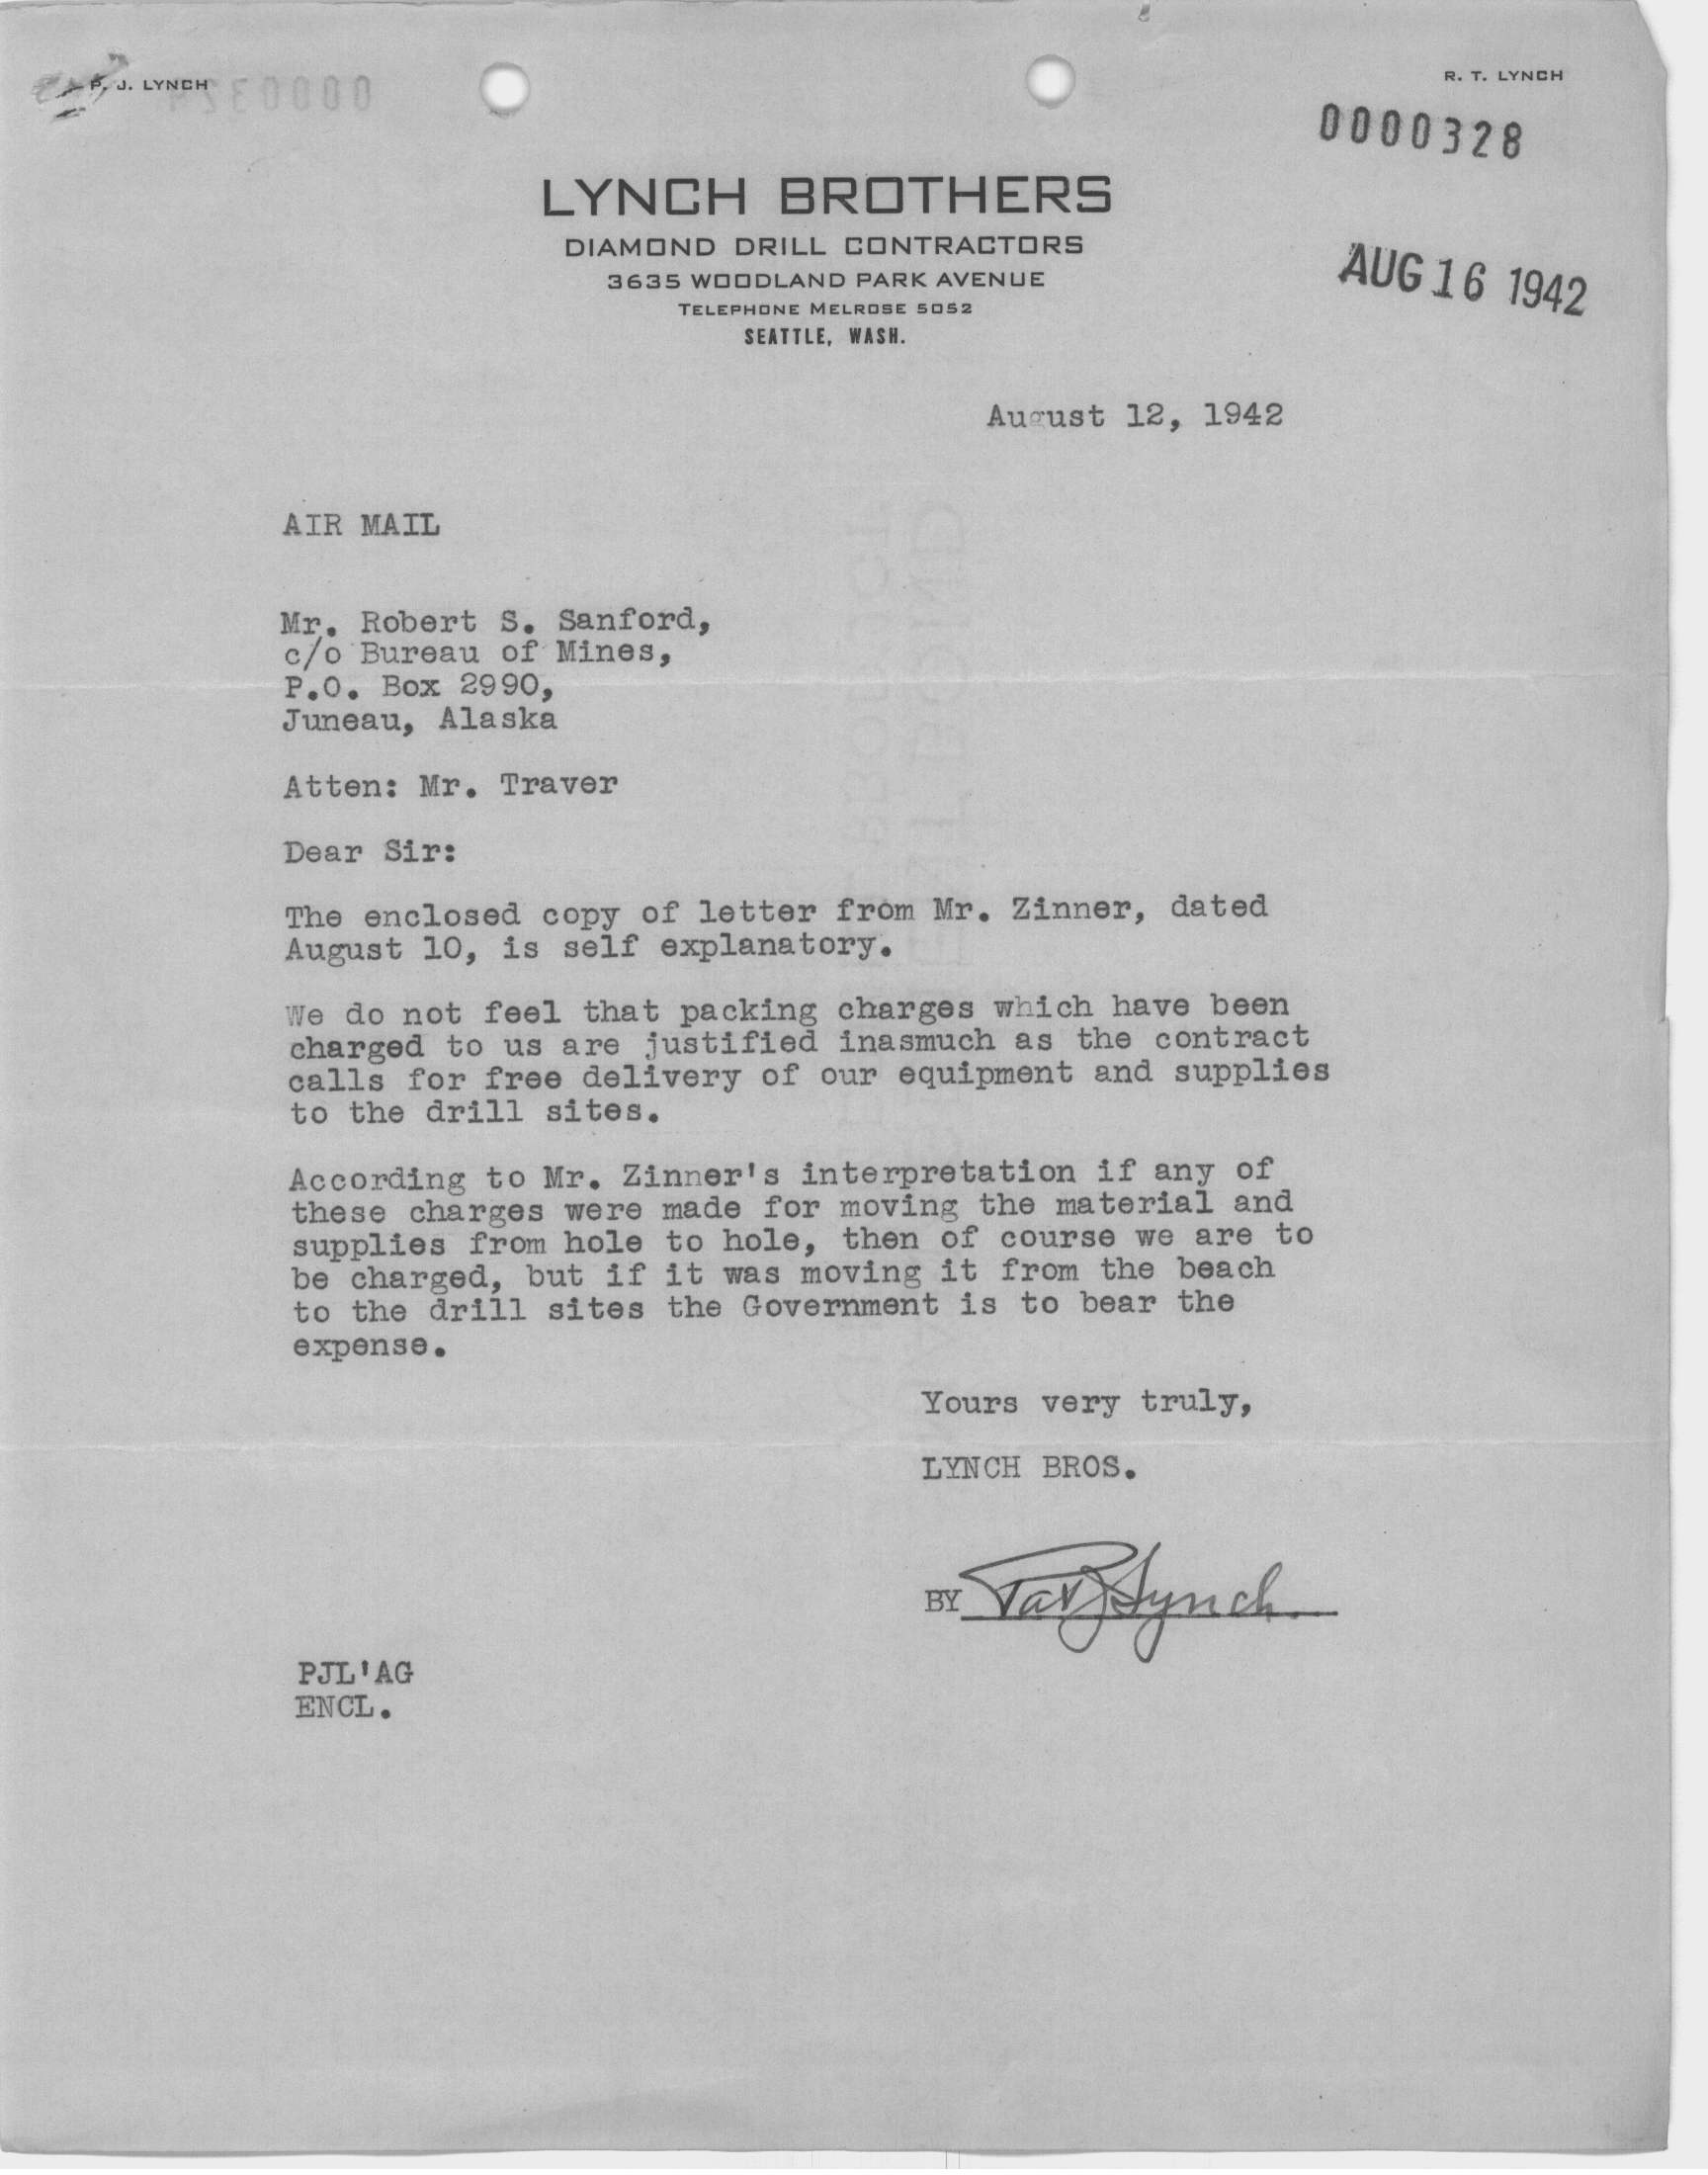 P. J. LYNCH
R. T. LYNCH
0000328
LYNCH BROTHERS
DIAMOND DRILL CONTRACTORS
3635 WOODLAND PARK AVENUE
TELEPHONE MELROSE 5052
SEATTLE, WASH.
AUG 16 1942
August 12, 1942
AIR MAIL
Mr. Robert S. Sanford,
c/o Bureau of Mines,
P.O. Box 2990,
Juneau, Alaska
Atten: Mr. Traver
Dear Sir:
The enclosed copy of letter from Mr. Zinner, dated
August 10, is self explanatory.
We do not feel that packing charges which have been
charged to us are justified inasmuch as the contract
calls for free delivery of our equipment and supplies
to the drill sites.
According to Mr. Zinner's interpretation if any of
these charges were made for moving the material and
supplies from hole to hole, then of course we are to
be charged, but if it was moving it from the beach
to the drill sites the Government is to bear the
expense.
Yours very truly,
LYNCH BROS.
BY Pat J Lynch.
PJL'AG
ENCL.